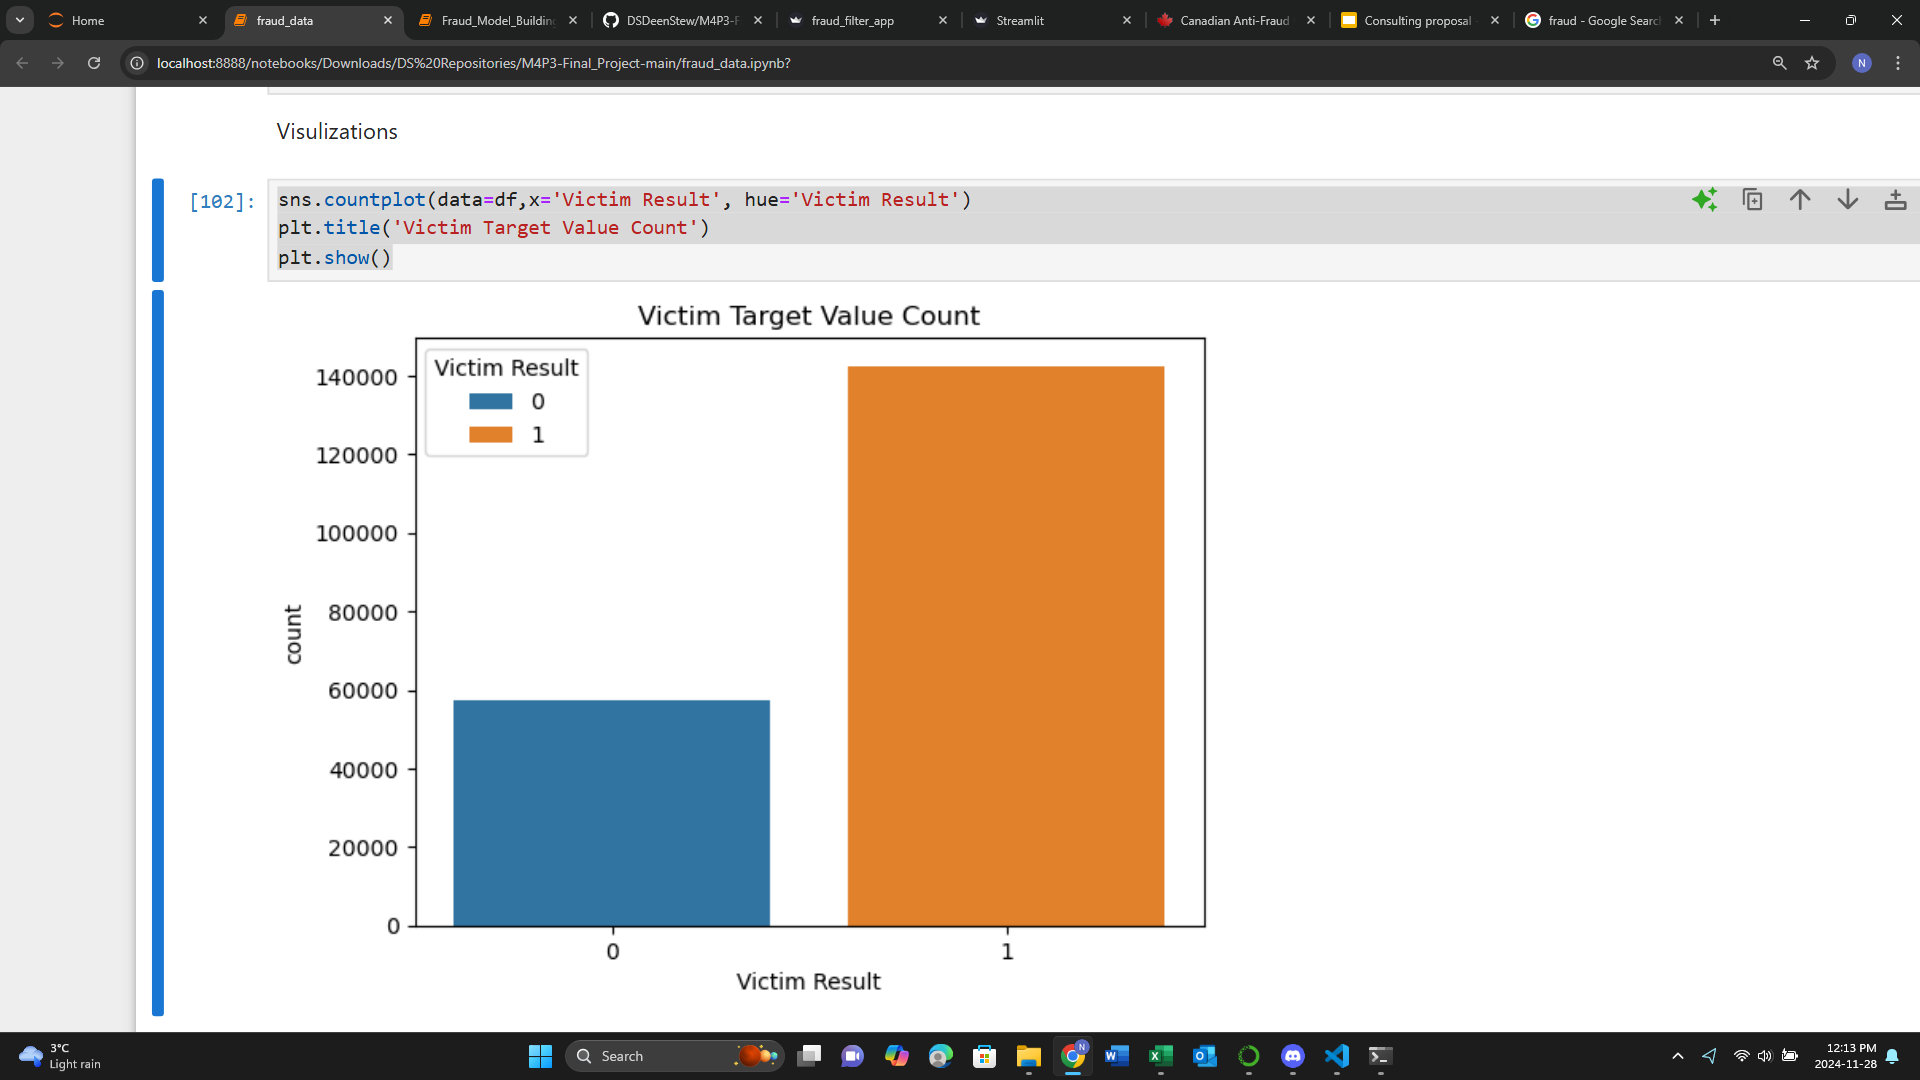 Home
fraud_data
Fraud_Model_Building
DSDeenStew/M4P3-F
fraud_filter_app
Streamlit
Canadian Anti-Fraud
Consulting proposal
fraud - Google Search
localhost:8888/notebooks/Downloads/DS%20Repositories/M4P3-Final_Project-main/fraud_data.ipynb?
N
Visulizations
[102]:
sns.countplot(data=df,x='Victim Result', hue='Victim Result')
plt.title('Victim Target Value Count')
plt.show()
Victim Target Value Count
Victim Result
0
1
140000
120000
100000
80000
60000
40000
20000
0
count
0
1
Victim Result
3°C
Light rain
Search
N
12:13 PM
2024-11-28